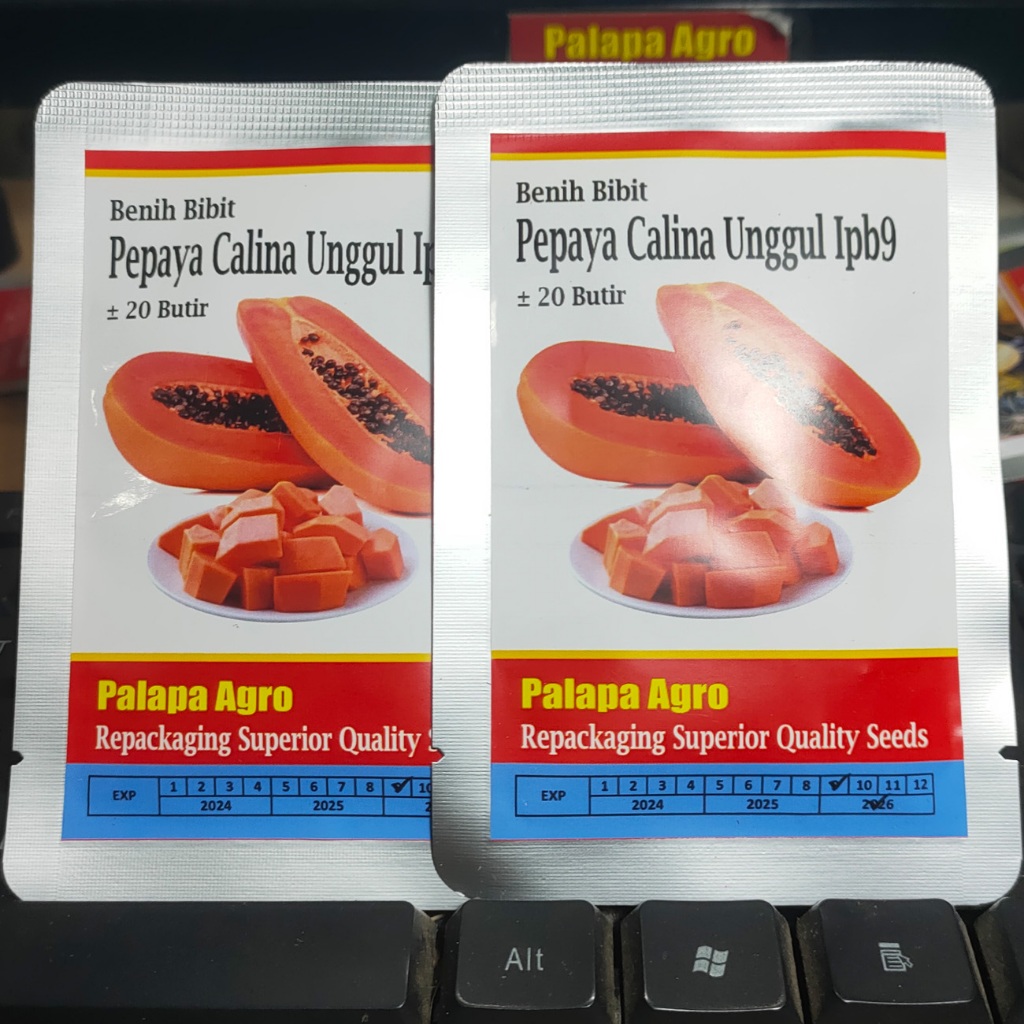 Palapa Agro
Benih Bibit
Pepaya Calina Unggul Ip
± 20 Butir
Palapa Agro
Repackaging Superior Quality
EXP 1 2 3 4 5 6 7 8 10
2024 2025
Benih Bibit
Pepaya Calina Unggul Ipb9
± 20 Butir
Palapa Agro
Repackaging Superior Quality Seeds
EXP 1 2 3 4 5 6 7 8 9 10 11 12
2024 2025 2026
Alt